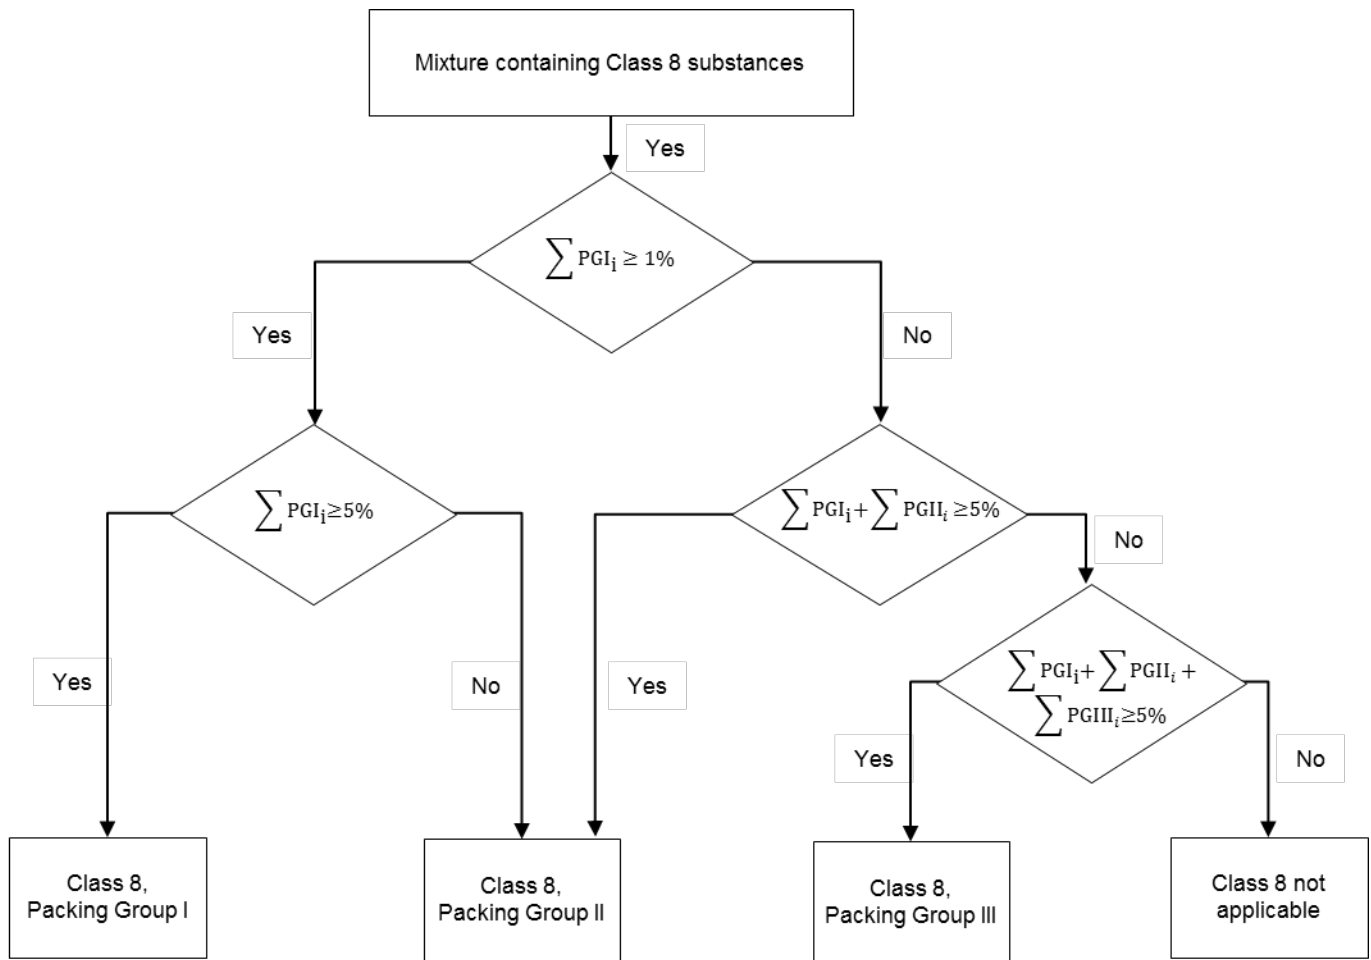 Mixture containing Class 8 substances
Yes
∑ PGIᵢ ≥ 1%
Yes
No
∑ PGIᵢ≥5%
∑ PGIᵢ+ ∑ PGIIᵢ ≥5%
No
Yes
No
Yes
∑ PGIᵢ+ ∑ PGIIᵢ +
∑ PGIIIᵢ≥5%
Yes
No
Class 8,
Packing Group I
Class 8,
Packing Group II
Class 8,
Packing Group III
Class 8 not
applicable